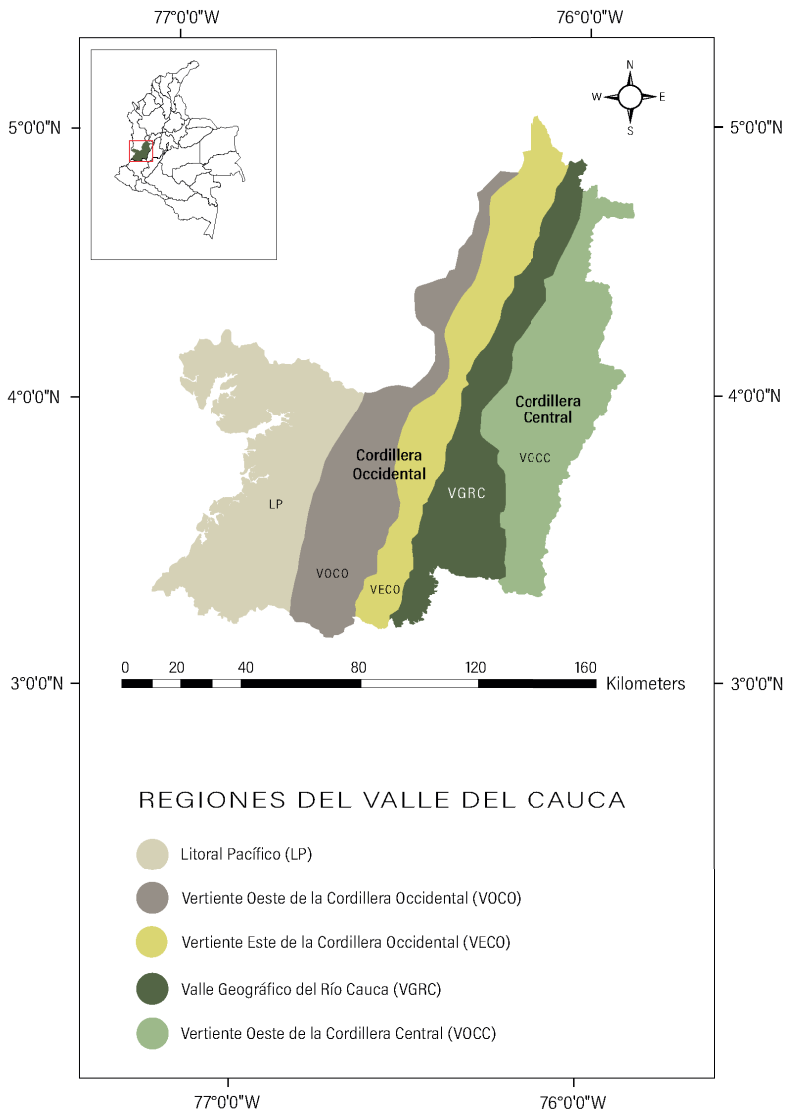 77°0'0"W 76°0'0"W
N
W E
S
5°0'0"N 5°0'0"N
4°0'0"N 4°0'0"N
Cordillera
Central
Cordillera
Occidental
VOCC
VGRC
LP
VOCO
VECO
0 20 40 80 120 160
Kilometers
3°0'0"N 3°0'0"N
REGIONES DEL VALLE DEL CAUCA
Litoral Pacífico (LP)
Vertiente Oeste de la Cordillera Occidental (VOCO)
Vertiente Este de la Cordillera Occidental (VECO)
Valle Geográfico del Río Cauca (VGRC)
Vertiente Oeste de la Cordillera Central (VOCC)
77°0'0"W 76°0'0"W